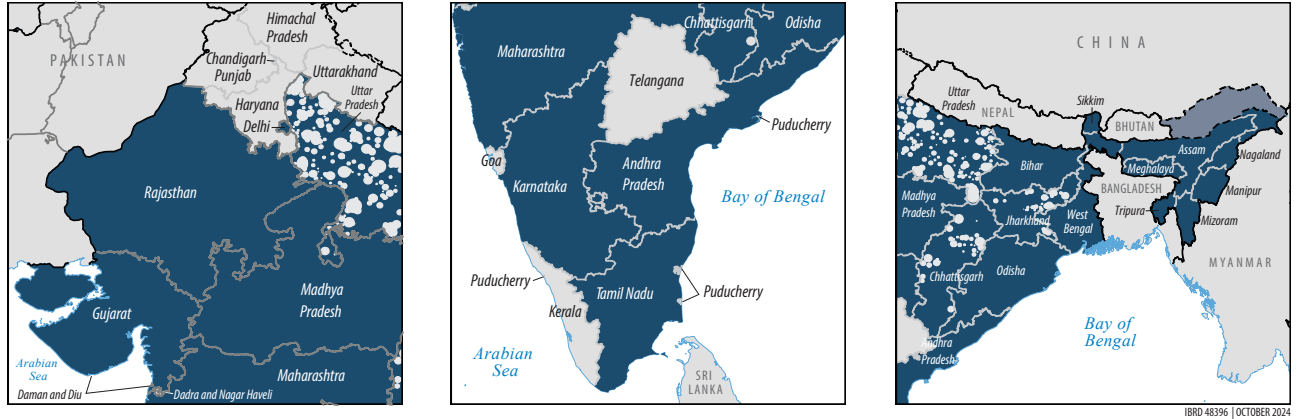 PAKISTAN
Himachal
Pradesh
Chandigarh
Punjab
Uttarakhand
Uttar
Pradesh
Haryana
Delhi
Rajasthan
Madhya
Pradesh
Gujarat
Arabian
Sea
Maharashtra
Daman and Diu
Dadra and Nagar Haveli
Chhattisgarh
Odisha
Maharashtra
Telangana
Puducherry
Goa
Karnataka
Andhra
Pradesh
Bay of Bengal
Puducherry
Tamil Nadu
Puducherry
Kerala
Arabian
Sea
SRI
LANKA
CHINA
Uttar
Pradesh
NEPAL
Sikkim
BHUTAN
Assam
Nagaland
Bihar
Meghalaya
BANGLADESH
Manipur
Madhya
Pradesh
Jharkhand
West
Bengal
Tripura
Mizoram
MYANMAR
Chhattisgarh
Odisha
Bay of
Bengal
Andhra
Pradesh
IBRD 48396 | OCTOBER 2024